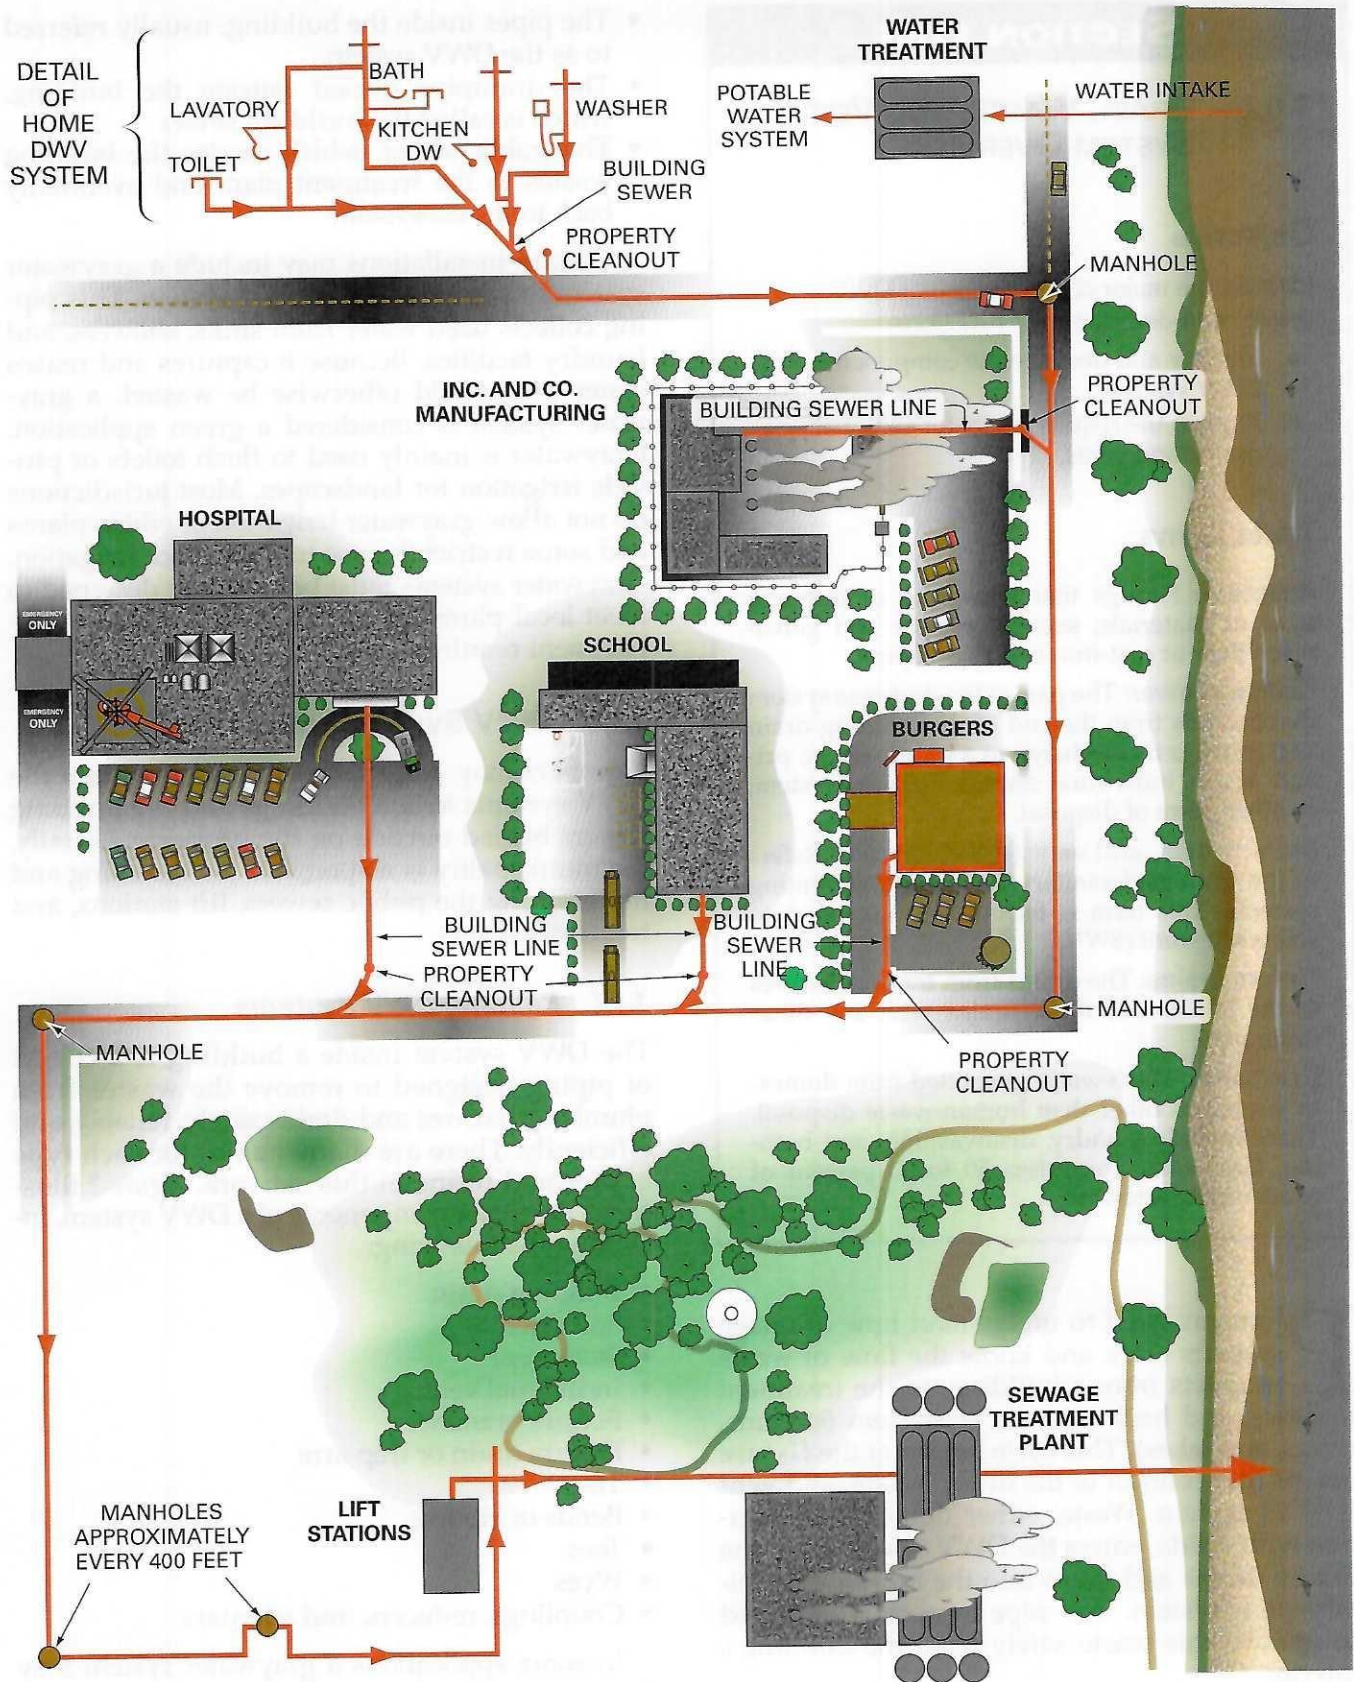 DETAIL
OF
HOME
DWV
SYSTEM
LAVATORY
TOILET
BATH
KITCHEN
DW
WASHER
BUILDING
SEWER
PROPERTY
CLEANOUT
WATER
TREATMENT
POTABLE
WATER
SYSTEM
WATER INTAKE
MANHOLE
INC. AND CO.
MANUFACTURING
BUILDING SEWER LINE
PROPERTY
CLEANOUT
HOSPITAL
EMERGENCY
ONLY
EMERGENCY
ONLY
SCHOOL
BURGERS
BUILDING
SEWER LINE
PROPERTY
CLEANOUT
BUILDING
SEWER
LINE
MANHOLE
MANHOLE
PROPERTY
CLEANOUT
SEWAGE
TREATMENT
PLANT
LIFT
STATIONS
MANHOLES
APPROXIMATELY
EVERY 400 FEET